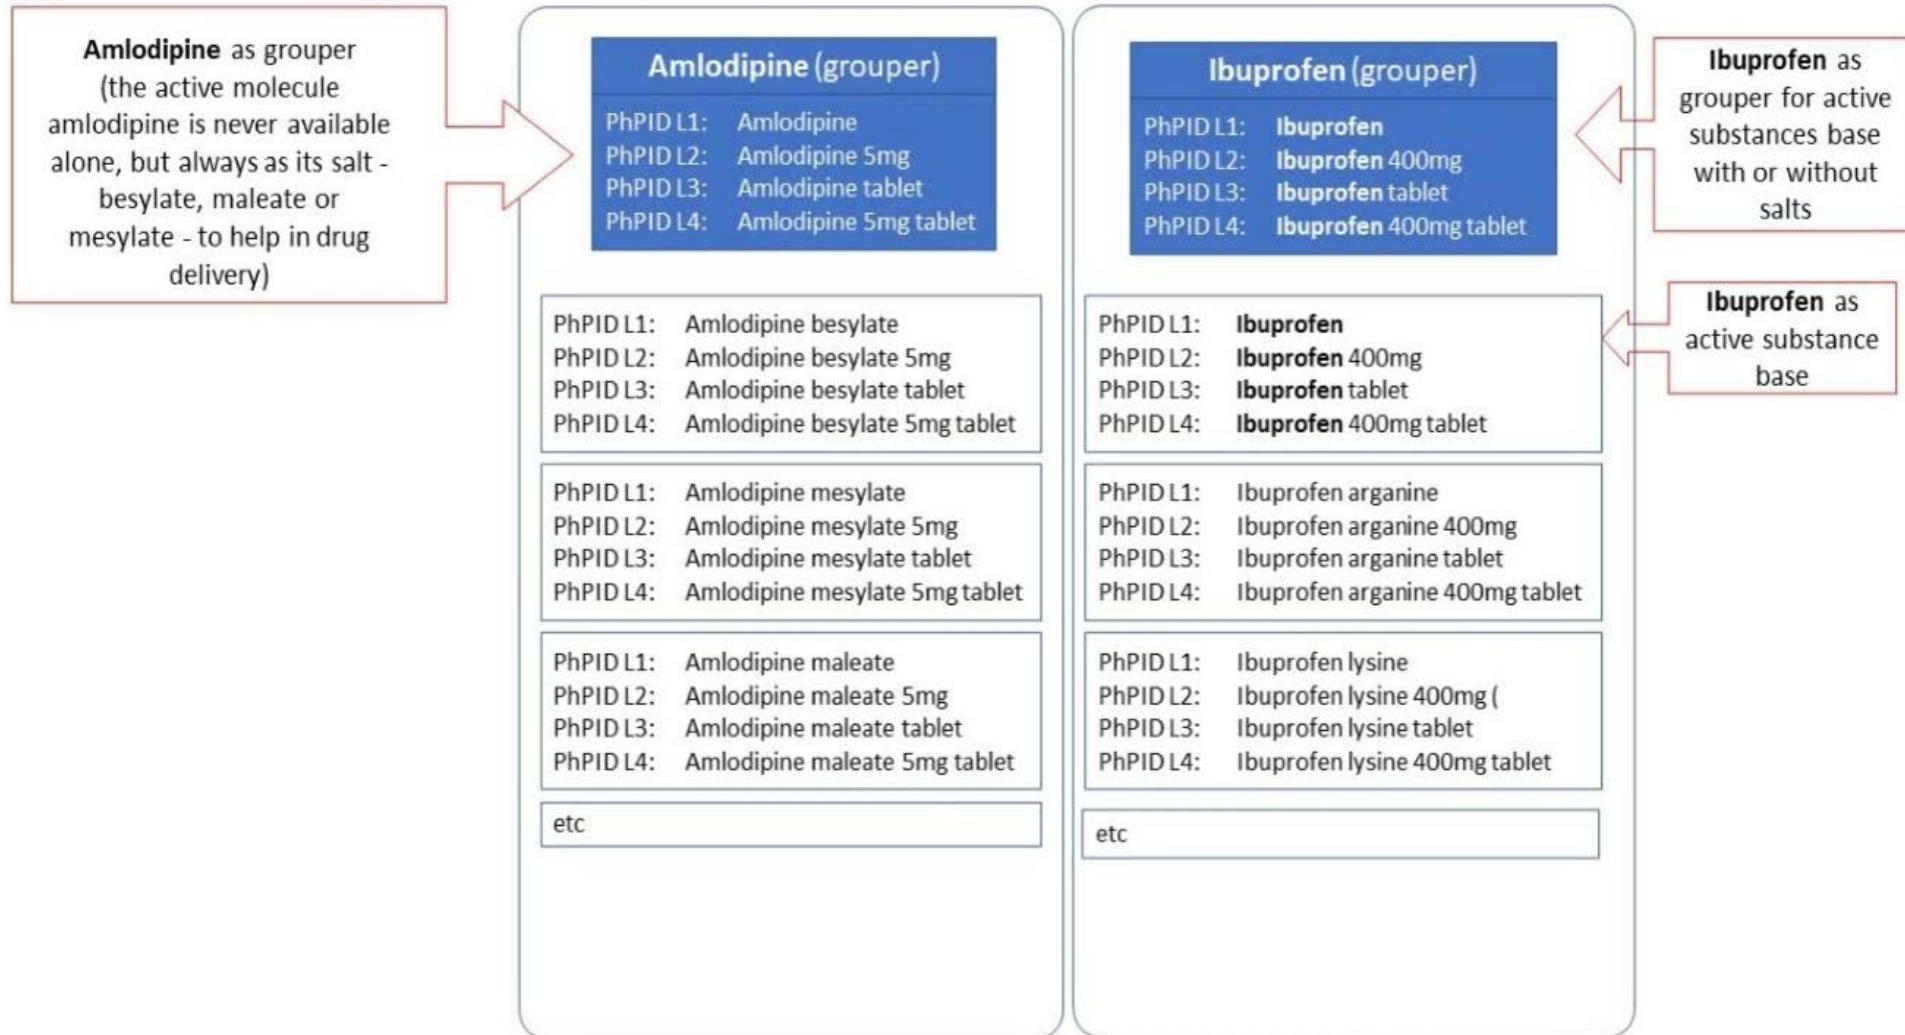 Amlodipine as grouper
(the active molecule
amlodipine is never available
alone, but always as its salt -
besylate, maleate or
mesylate - to help in drug
delivery)
Amlodipine (grouper)
PhPID L1: Amlodipine
PhPID L2: Amlodipine 5mg
PhPID L3: Amlodipine tablet
PhPID L4: Amlodipine 5mg tablet
PhPID L1: Amlodipine besylate
PhPID L2: Amlodipine besylate 5mg
PhPID L3: Amlodipine besylate tablet
PhPID L4: Amlodipine besylate 5mg tablet
PhPID L1: Amlodipine mesylate
PhPID L2: Amlodipine mesylate 5mg
PhPID L3: Amlodipine mesylate tablet
PhPID L4: Amlodipine mesylate 5mg tablet
PhPID L1: Amlodipine maleate
PhPID L2: Amlodipine maleate 5mg
PhPID L3: Amlodipine maleate tablet
PhPID L4: Amlodipine maleate 5mg tablet
etc
Ibuprofen (grouper)
PhPID L1: Ibuprofen
PhPID L2: Ibuprofen 400mg
PhPID L3: Ibuprofen tablet
PhPID L4: Ibuprofen 400mg tablet
PhPID L1: Ibuprofen
PhPID L2: Ibuprofen 400mg
PhPID L3: Ibuprofen tablet
PhPID L4: Ibuprofen 400mg tablet
PhPID L1: Ibuprofen arganine
PhPID L2: Ibuprofen arganine 400mg
PhPID L3: Ibuprofen arganine tablet
PhPID L4: Ibuprofen arganine 400mg tablet
PhPID L1: Ibuprofen lysine
PhPID L2: Ibuprofen lysine 400mg (
PhPID L3: Ibuprofen lysine tablet
PhPID L4: Ibuprofen lysine 400mg tablet
etc
Ibuprofen as
grouper for active
substances base
with or without
salts
Ibuprofen as
active substance
base